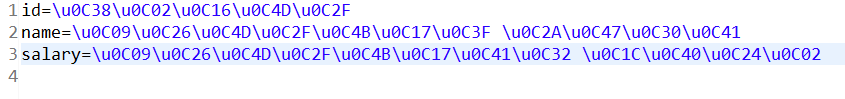 1 id=\u0C38\u0C02\u0C16\u0C4D\u0C2F
2 name=\u0C09\u0C26\u0C4D\u0C2F\u0C4B\u0C17\u0C3F \u0C2A\u0C47\u0C30\u0C41
3 salary=\u0C09\u0C26\u0C4D\u0C2F\u0C4B\u0C17\u0C41\u0C32 \u0C1C\u0C40\u0C24\u0C02
4